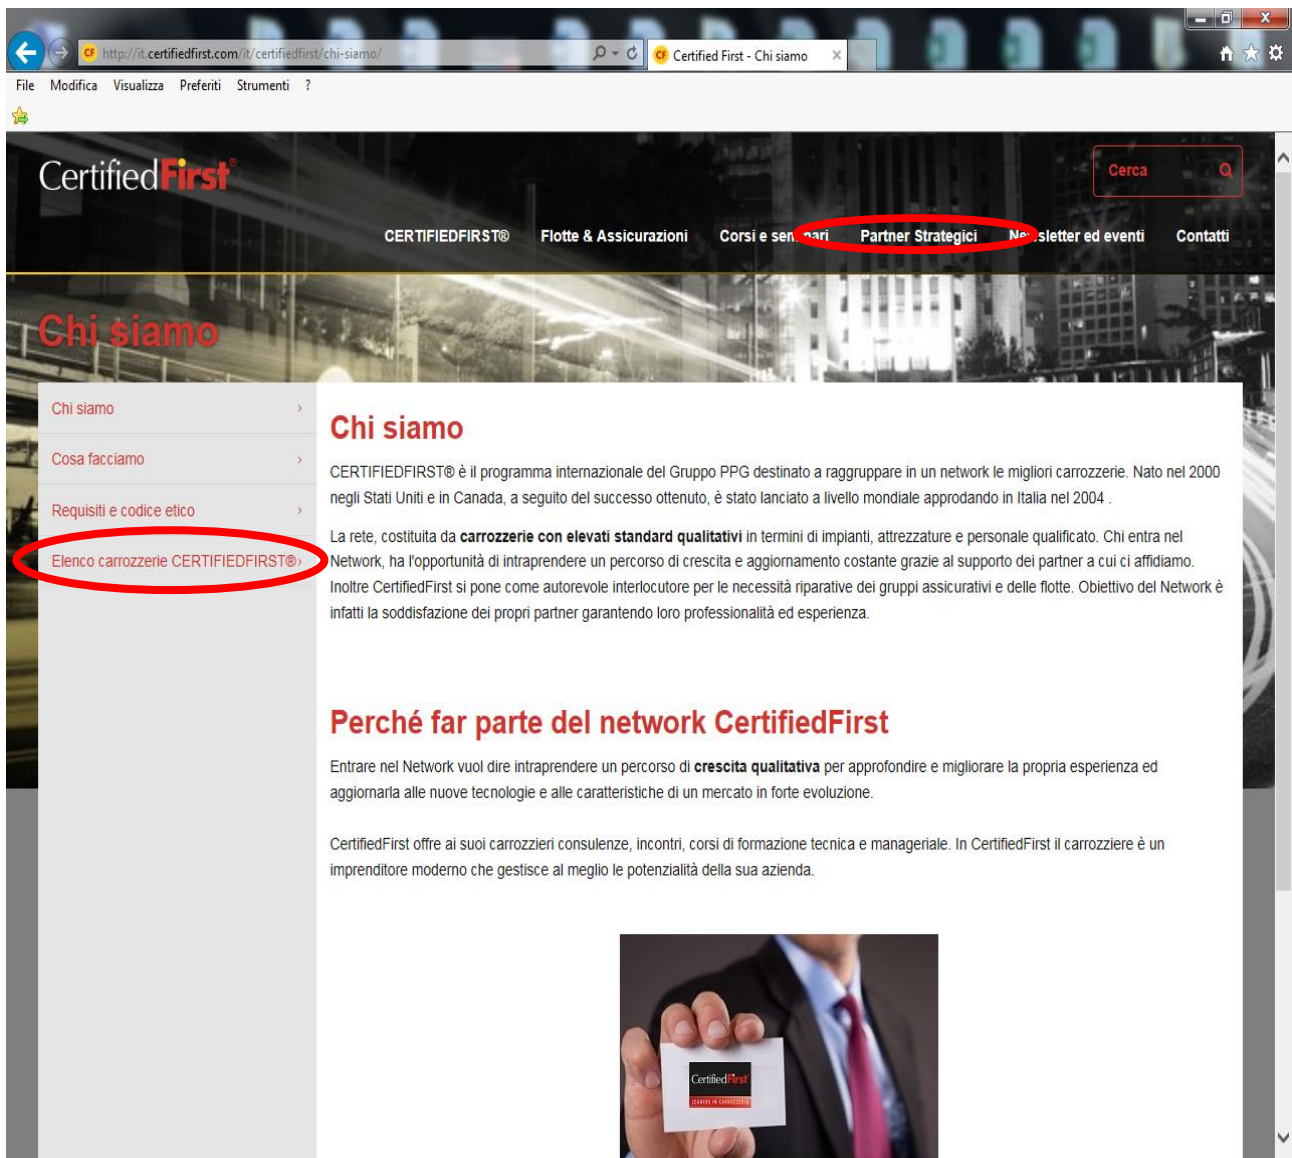 http://it.certifiedfirst.com/it/certifiedfirst/chi-siamo/
CF Certified First - Chi siamo
File Modifica Visualizza Preferiti Strumenti ?
CertifiedFirst®
Cerca
CERTIFIEDFIRST® Flotte & Assicurazioni Corsi e seminari Partner Strategici Newsletter ed eventi Contatti
Chi siamo
Chi siamo
Cosa facciamo
Requisiti e codice etico
Elenco carrozzerie CERTIFIEDFIRST®
Chi siamo
CERTIFIEDFIRST® è il programma internazionale del Gruppo PPG destinato a raggruppare in un network le migliori carrozzerie. Nato nel 2000
negli Stati Uniti e in Canada, a seguito del successo ottenuto, è stato lanciato a livello mondiale approdando in Italia nel 2004 .
La rete, costituita da carrozzerie con elevati standard qualitativi in termini di impianti, attrezzature e personale qualificato. Chi entra nel
Network, ha l'opportunità di intraprendere un percorso di crescita e aggiornamento costante grazie al supporto dei partner a cui ci affidiamo.
Inoltre CertifiedFirst si pone come autorevole interlocutore per le necessità riparative dei gruppi assicurativi e delle flotte. Obiettivo del Network è
infatti la soddisfazione dei propri partner garantendo loro professionalità ed esperienza.
Perché far parte del network CertifiedFirst
Entrare nel Network vuol dire intraprendere un percorso di crescita qualitativa per approfondire e migliorare la propria esperienza ed
aggiornarla alle nuove tecnologie e alle caratteristiche di un mercato in forte evoluzione.
CertifiedFirst offre ai suoi carrozzieri consulenze, incontri, corsi di formazione tecnica e manageriale. In CertifiedFirst il carrozziere è un
imprenditore moderno che gestisce al meglio le potenzialità della sua azienda.
CertifiedFirst
LEADERS IN CARROZZERIA